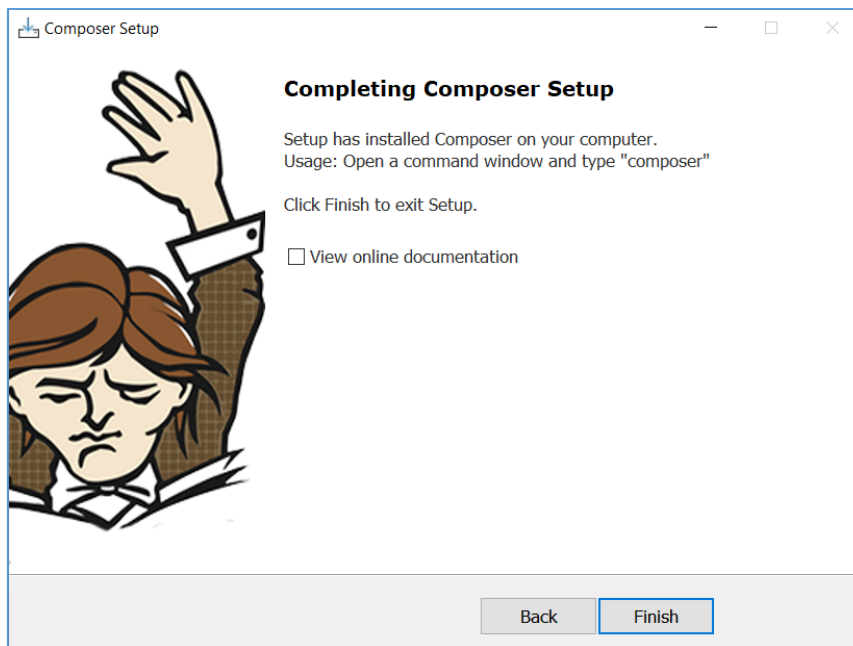 Composer Setup
Completing Composer Setup
Setup has installed Composer on your computer.
Usage: Open a command window and type "composer"
Click Finish to exit Setup.
View online documentation
Back
Finish